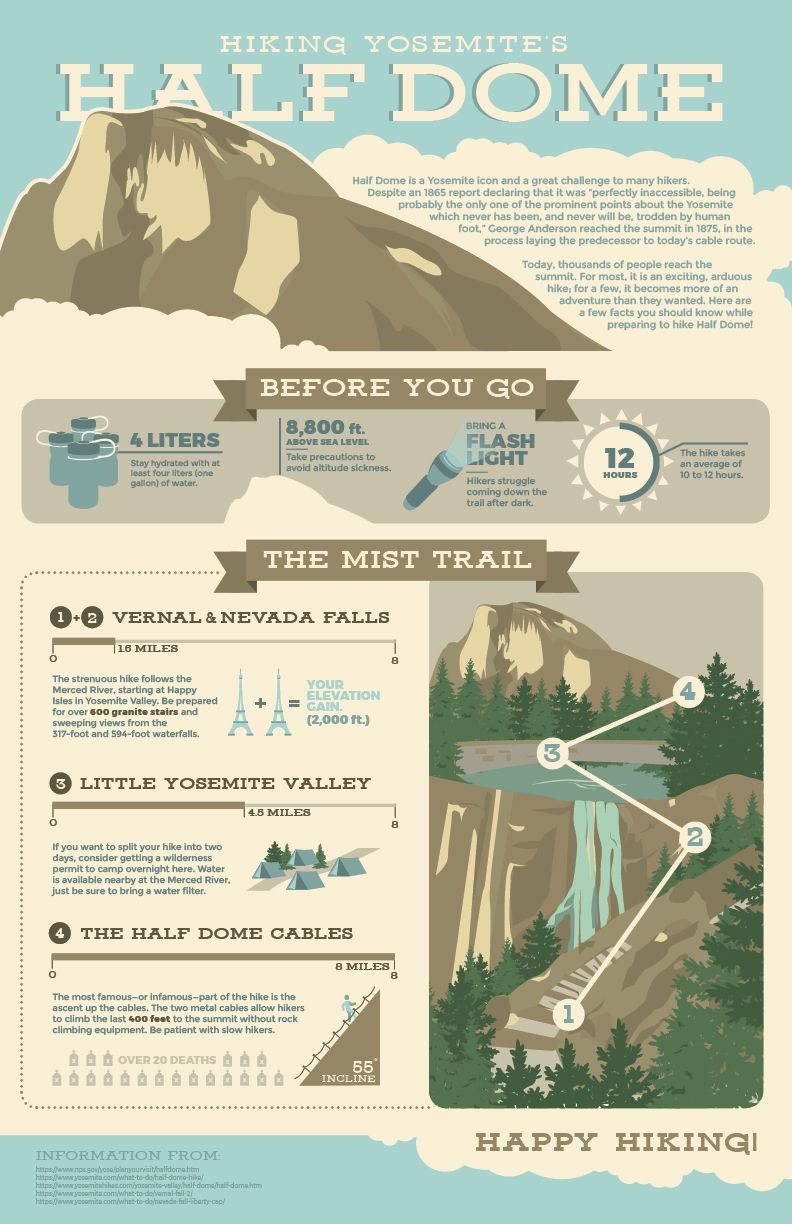 HIKING YOSEMITE'S
HALF DOME
Half Dome is a Yosemite icon and a great challenge to many hikers.
Despite an 1865 report declaring that it was "perfectly inaccessible, being
probably the only one of the prominent points about the Yosemite
which never has been, and never will be, trodden by human
foot," George Anderson reached the summit in 1875, in the
process laying the predecessor to today's cable route.
Today, thousands of people reach the
summit. For most, it is an exciting, arduous
hike; for a few, it becomes more of an
adventure than they wanted. Here are
a few facts you should know while
preparing to hike Half Dome!
BEFORE YOU GO
4 LITERS
Stay hydrated with at
least four liters (one
gallon) of water.
8,800 ft.
ABOVE SEA LEVEL
Take precautions to
avoid altitude sickness.
BRING A
FLASH
LIGHT
Hikers struggle
coming down the
trail after dark.
12
HOURS
The hike takes
an average of
10 to 12 hours.
THE MIST TRAIL
1 + 2 VERNAL & NEVADA FALLS
1.6 MILES
0 8
The strenuous hike follows the
Merced River, starting at Happy
Isles in Yosemite Valley. Be prepared
for over 600 granite stairs and
sweeping views from the
317-foot and 594-foot waterfalls.
+ =
YOUR
ELEVATION
GAIN.
(2,000 ft.)
3 LITTLE YOSEMITE VALLEY
4.5 MILES
0 8
If you want to split your hike into two
days, consider getting a wilderness
permit to camp overnight here. Water
is available nearby at the Merced River,
just be sure to bring a water filter.
4 THE HALF DOME CABLES
8 MILES
0 8
The most famous—or infamous—part of the hike is the
ascent up the cables. The two metal cables allow hikers
to climb the last 400 feet to the summit without rock
climbing equipment. Be patient with slow hikers.
OVER 20 DEATHS
55°
INCLINE
4
3
2
1
HAPPY HIKING!
INFORMATION FROM:
https://www.nps.gov/yose/planyourvisit/halfdome.htm
https://www.yosemite.com/what-to-do/half-dome-hike/
https://www.yosemitehikes.com/yosemite-valley/half-dome/half-dome.htm
https://www.yosemite.com/what-to-do/vernal-fall-2/
https://www.yosemite.com/what-to-do/nevada-fall-liberty-cap/